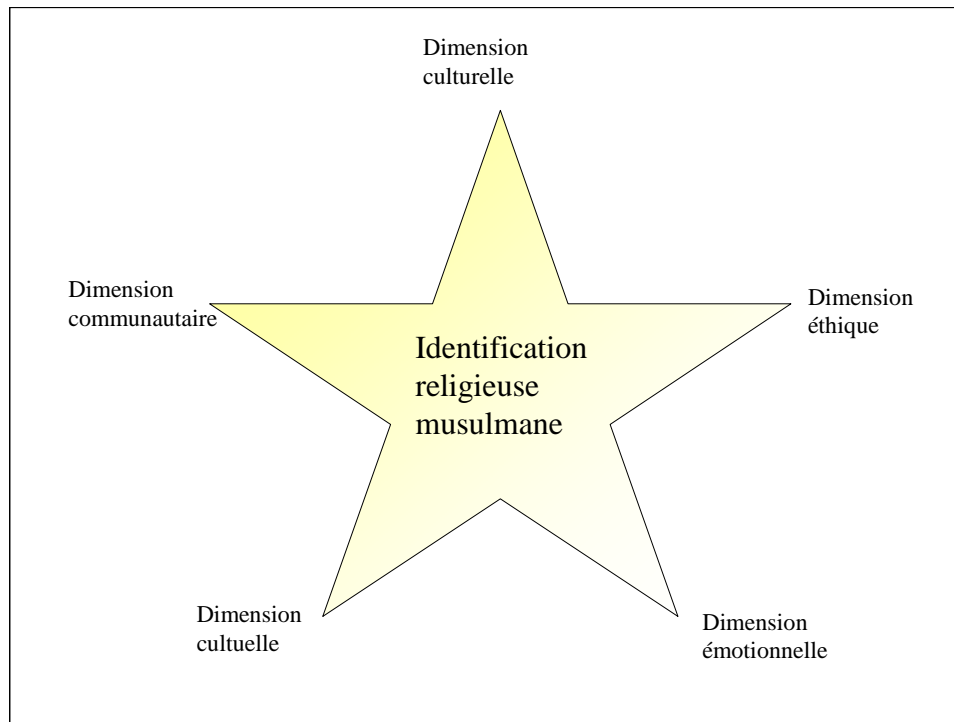 Dimension
culturelle
Dimension
communautaire
Dimension
éthique
Identification
religieuse
musulmane
Dimension
cultuelle
Dimension
émotionnelle